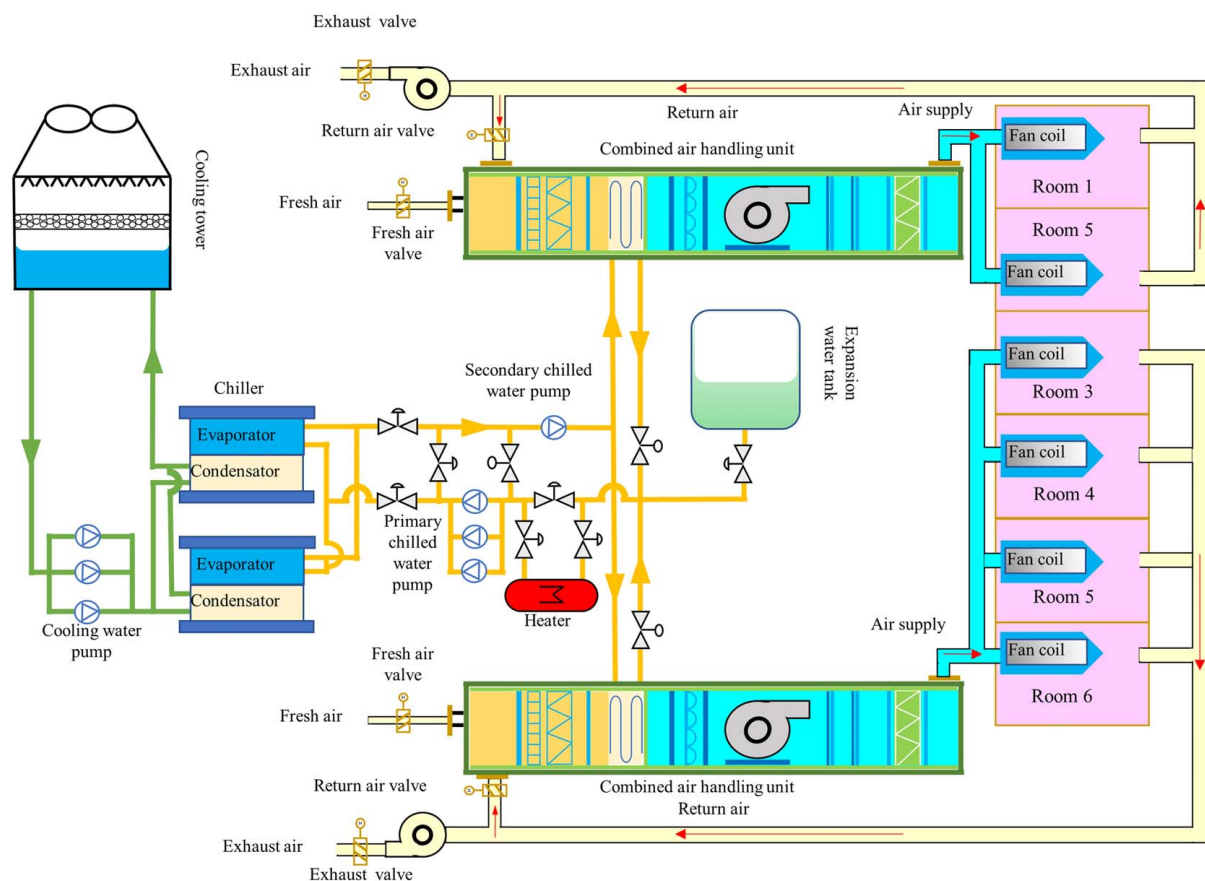 Exhaust valve
Exhaust air
Return air valve
Return air
Air supply
Fan coil
Combined air handling unit
Room 1
Fresh air
Fresh air
valve
Room 5
Fan coil
Cooling tower
Expansion
water tank
Fan coil
Secondary chilled
water pump
Chiller
Room 3
Evaporator
Condensator
Fan coil
Room 4
Primary
chilled
water
pump
Evaporator
Fan coil
Condensator
Room 5
Heater
Cooling water
pump
Air supply
Fan coil
Fresh air
valve
Room 6
Fresh air
Return air valve
Combined air handling unit
Return air
Exhaust air
Exhaust valve